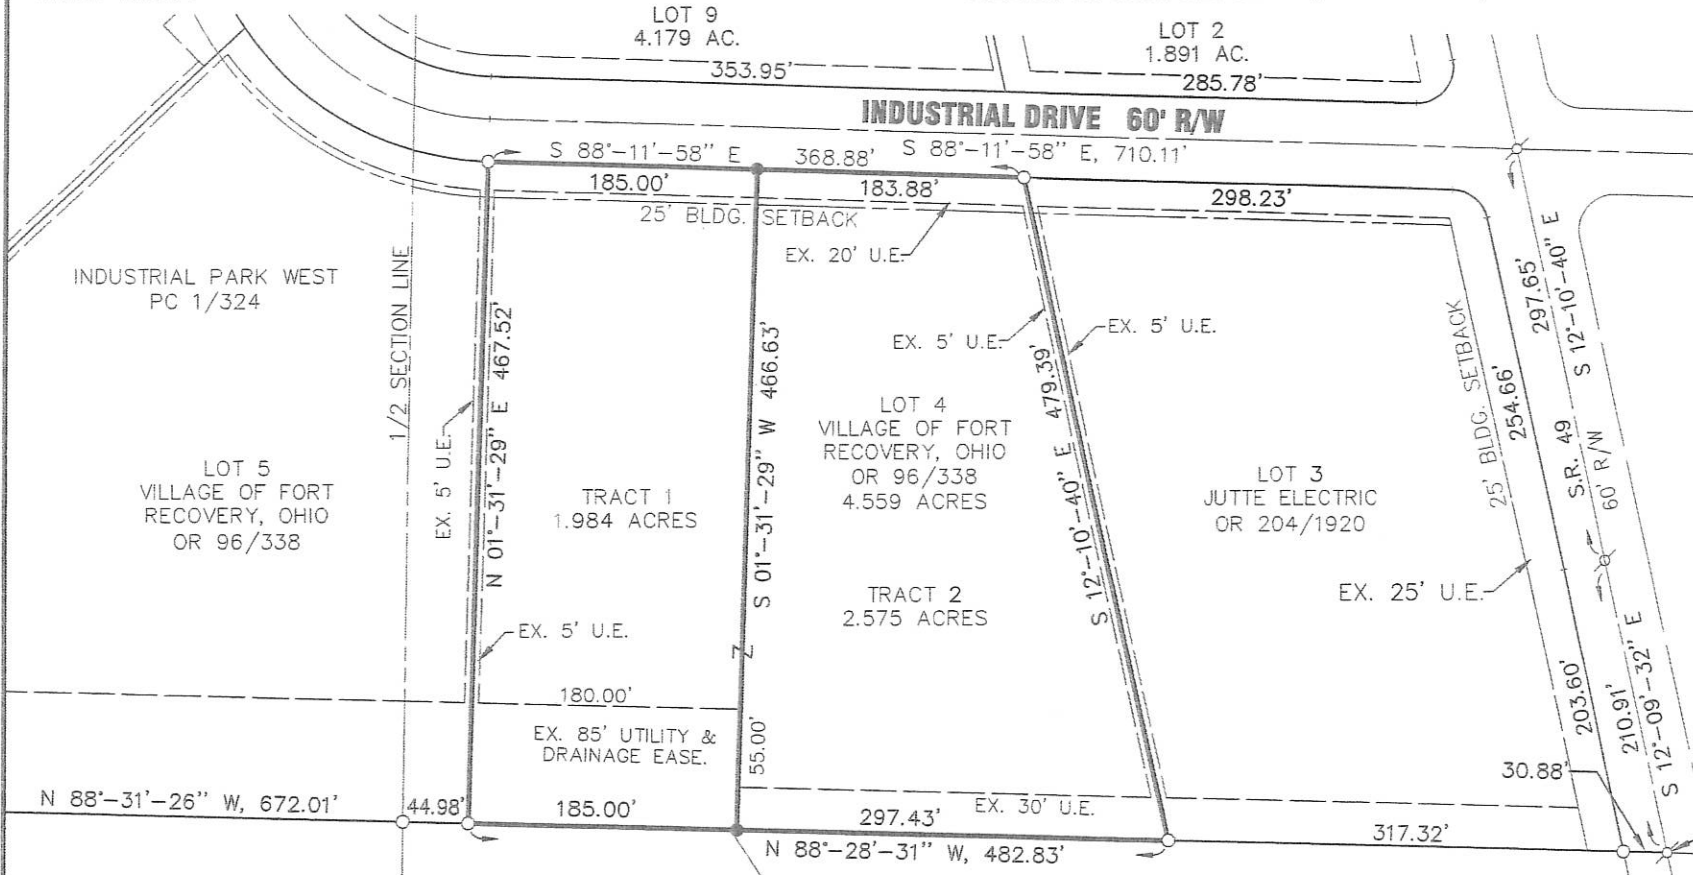 LOT 9
4.179 AC.
353.95'
LOT 2
1.891 AC.
285.78'
INDUSTRIAL DRIVE 60' R/W
S 88°-11'-58" E
368.88'
S 88°-11'-58" E, 710.11'
185.00'
183.88'
298.23'
25' BLDG. SETBACK
EX. 20' U.E.
INDUSTRIAL PARK WEST
PC 1/324
1/2 SECTION LINE
N 01°-31'-29" E 467.52'
EX. 5' U.E.
S 01°-31'-29" W 466.63'
EX. 5' U.E.
EX. 5' U.E.
S 12°-10'-40" E 479.39'
LOT 4
VILLAGE OF FORT
RECOVERY, OHIO
OR 96/338
4.559 ACRES
LOT 5
VILLAGE OF FORT
RECOVERY, OHIO
OR 96/338
TRACT 1
1.984 ACRES
TRACT 2
2.575 ACRES
LOT 3
JUTTE ELECTRIC
OR 204/1920
25' BLDG. SETBACK
254.66'
297.65'
S 12°-10'-40" E
S.R. 49
60' R/W
EX. 25' U.E.
EX. 5' U.E.
Z
180.00'
EX. 85' UTILITY &
DRAINAGE EASE.
55.00'
203.60'
210.91'
S 12°-09'-32" E
30.88'
N 88°-31'-26" W, 672.01'
44.98'
185.00'
297.43'
EX. 30' U.E.
317.32'
N 88°-28'-31" W, 482.83'